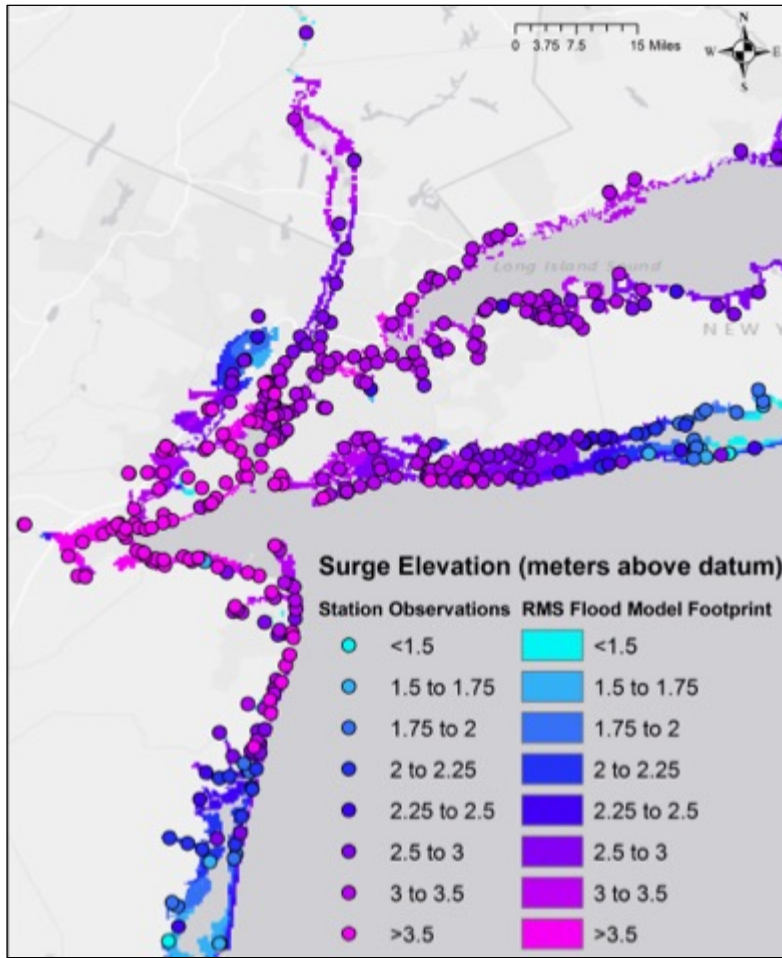 N
W E
S
0 3.75 7.5 15 Miles
Long Island Sound
NEW Y
Surge Elevation (meters above datum)
Station Observations RMS Flood Model Footprint
<1.5 <1.5
1.5 to 1.75 1.5 to 1.75
1.75 to 2 1.75 to 2
2 to 2.25 2 to 2.25
2.25 to 2.5 2.25 to 2.5
2.5 to 3 2.5 to 3
3 to 3.5 3 to 3.5
>3.5 >3.5